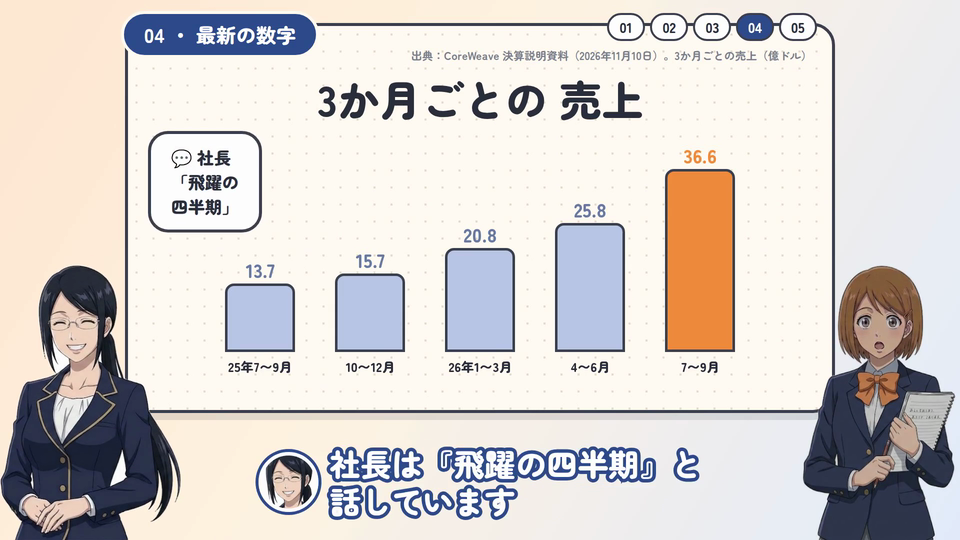 04 ・ 最新の数字
01 02 03 04 05
出典：CoreWeave 決算説明資料（2026年11月10日）。3か月ごとの売上（億ドル）
3か月ごとの 売上
💬 社長
「飛躍の
四半期」
13.7
15.7
20.8
25.8
36.6
25年7〜9月
10〜12月
26年1〜3月
4〜6月
7〜9月
社長は『飛躍の四半期』と
話しています